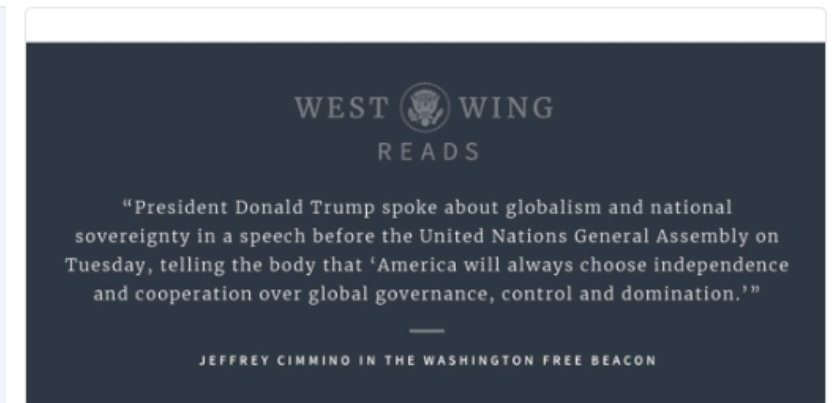 WEST WING
READS
“President Donald Trump spoke about globalism and national
sovereignty in a speech before the United Nations General Assembly on
Tuesday, telling the body that ‘America will always choose independence
and cooperation over global governance, control and domination.’”
JEFFREY CIMMINO IN THE WASHINGTON FREE BEACON